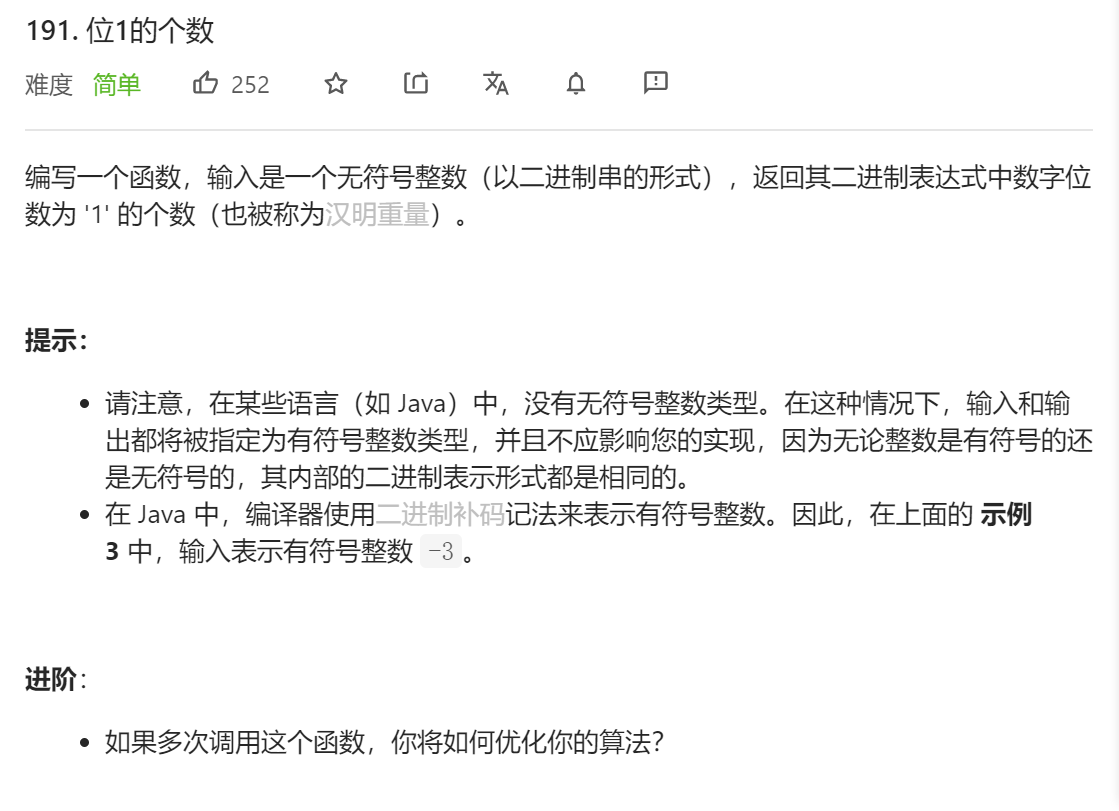 191. 位1的个数
难度 简单 252
编写一个函数，输入是一个无符号整数（以二进制串的形式），返回其二进制表达式中数字位
数为 '1' 的个数（也被称为汉明重量）。
提示：
• 请注意，在某些语言（如 Java）中，没有无符号整数类型。在这种情况下，输入和输
出都将被指定为有符号整数类型，并且不应影响您的实现，因为无论整数是有符号的还
是无符号的，其内部的二进制表示形式都是相同的。
• 在 Java 中，编译器使用二进制补码记法来表示有符号整数。因此，在上面的 示例
3 中，输入表示有符号整数 -3。
进阶：
• 如果多次调用这个函数，你将如何优化你的算法？